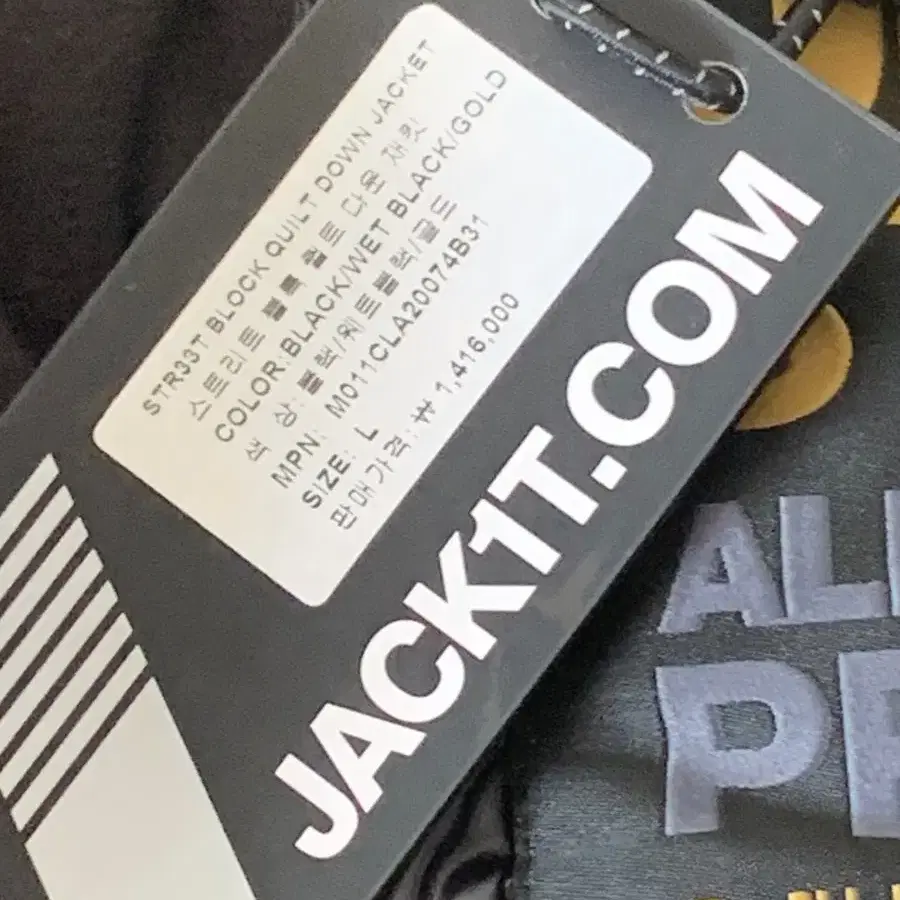 STR33T BLOCK QUILT DOWN JACKET
스트리트 블록 퀼트 다운 재킷
COLOR:BLACK/WET BLACK/GOLD
색 상:블랙/웻트블랙/골드
MPN: M011CLA20074B31
SIZE: L
판매가격:₩ 1,416,000
JACK1T.COM